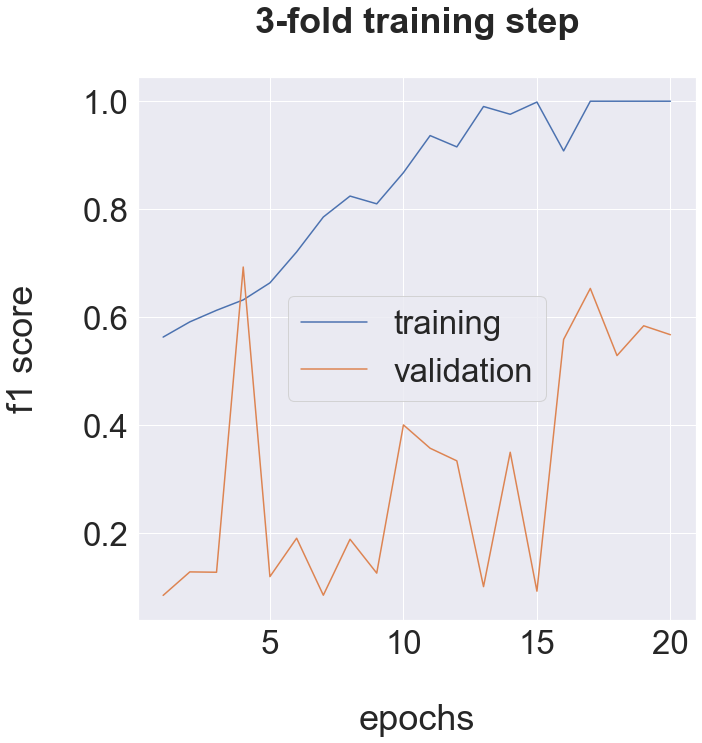 3-fold training step
1.0
0.8
0.6
0.4
0.2
f1 score
training
validation
5 10 15 20
epochs